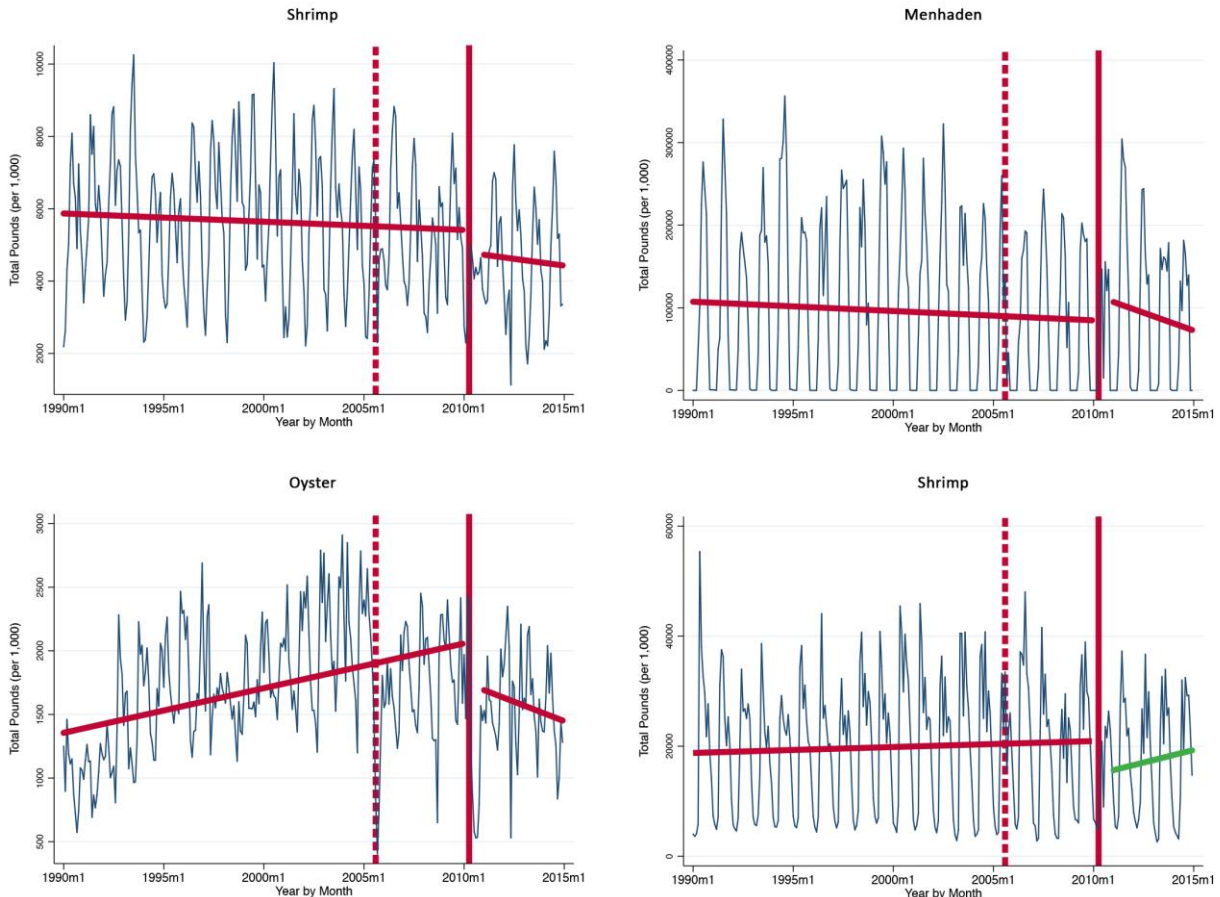 Shrimp
Total Pounds (per 1,000)
10000
8000
6000
4000
2000
1990m1 1995m1 2000m1 2005m1 2010m1 2015m1
Year by Month
Menhaden
Total Pounds (per 1,000)
400000
300000
200000
100000
0
1990m1 1995m1 2000m1 2005m1 2010m1 2015m1
Year by Month
Oyster
Total Pounds (per 1,000)
3000
2500
2000
1500
1000
500
1990m1 1995m1 2000m1 2005m1 2010m1 2015m1
Year by Month
Shrimp
Total Pounds (per 1,000)
60000
40000
20000
0
1990m1 1995m1 2000m1 2005m1 2010m1 2015m1
Year by Month